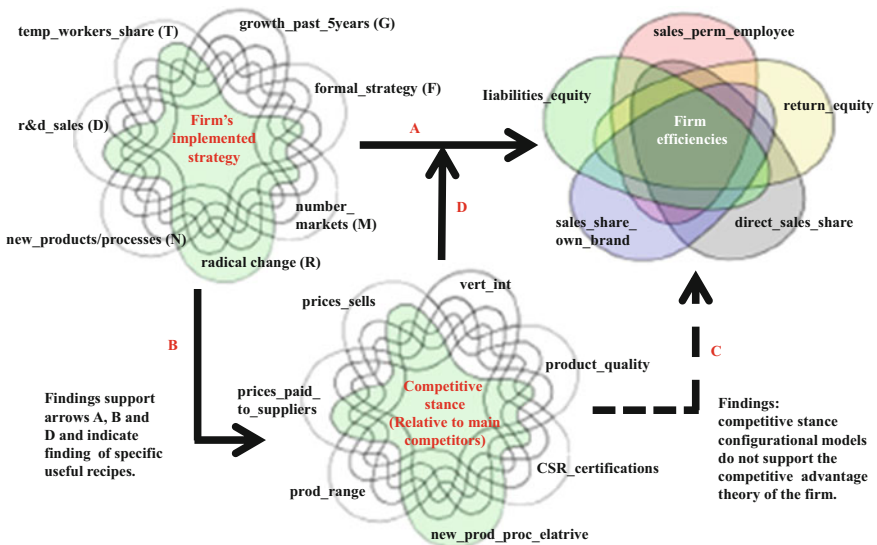 temp_workers_share (T)
growth_past_5years (G)
formal_strategy (F)
r&d_sales (D)
Firm's
implemented
strategy
number_
markets (M)
new_products/processes (N)
radical change (R)
A
D
sales_perm_employee
liabilities_equity
return_equity
Firm
efficiencies
sales_share_
own_brand
direct_sales_share
B
prices_sells
vert_int
product_quality
prices_paid_
to_suppliers
Competitive
stance
(Relative to main
competitors)
CSR_certifications
prod_range
new_prod_proc_elatrive
C
Findings support
arrows A, B and
D and indicate
finding of specific
useful recipes.
Findings:
competitive stance
configurational models
do not support the
competitive advantage
theory of the firm.